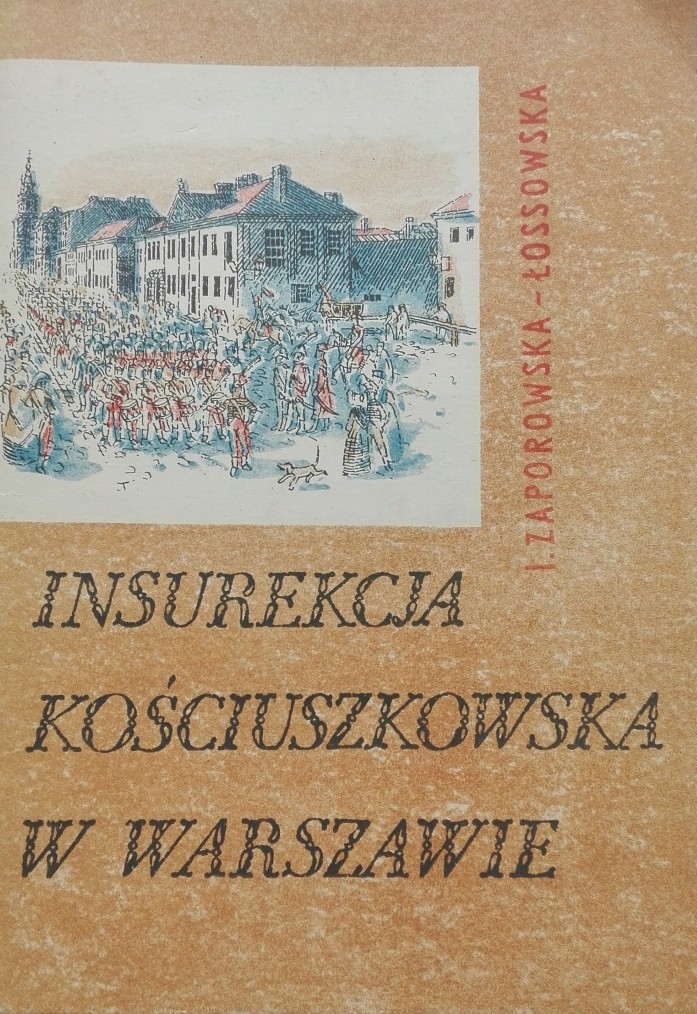 I. ZAPOROWSKA-ŁOSSOWSKA
INSUREKCJA
KOŚCIUSZKOWSKA
W WARSZAWIE